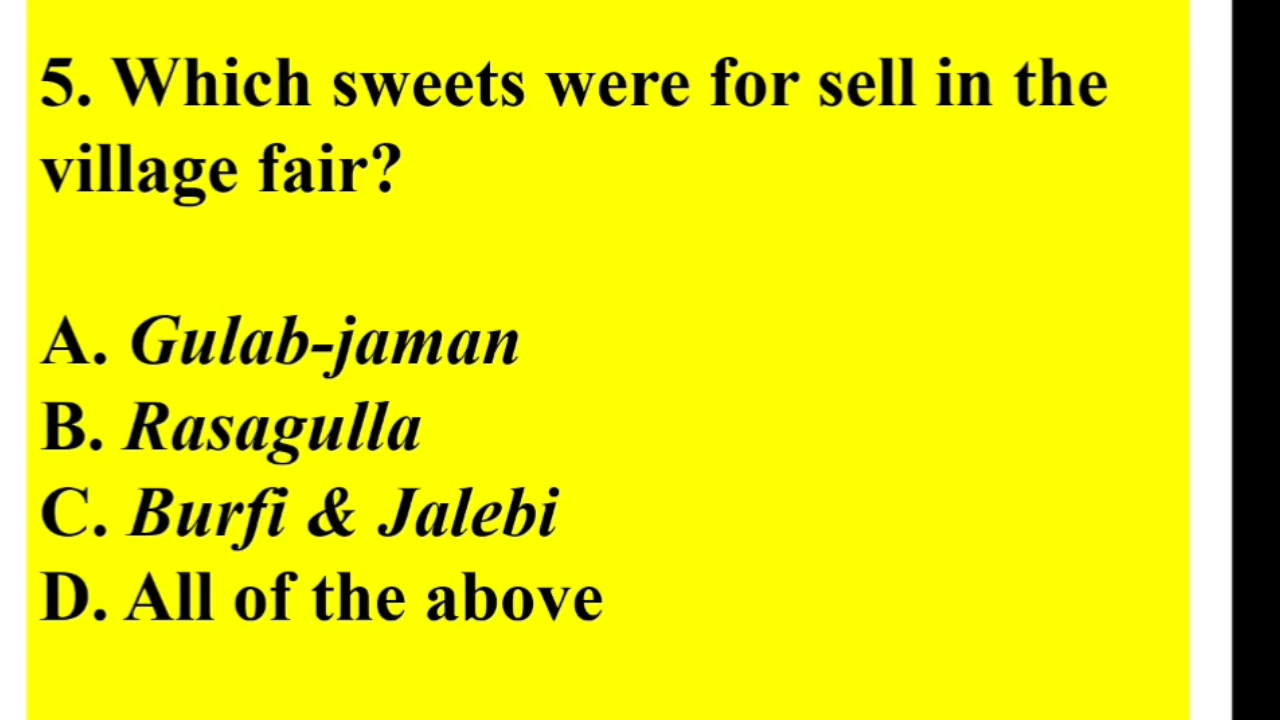 5. Which sweets were for sell in the
village fair?
A. Gulab-jaman
B. Rasagulla
C. Burfi & Jalebi
D. All of the above